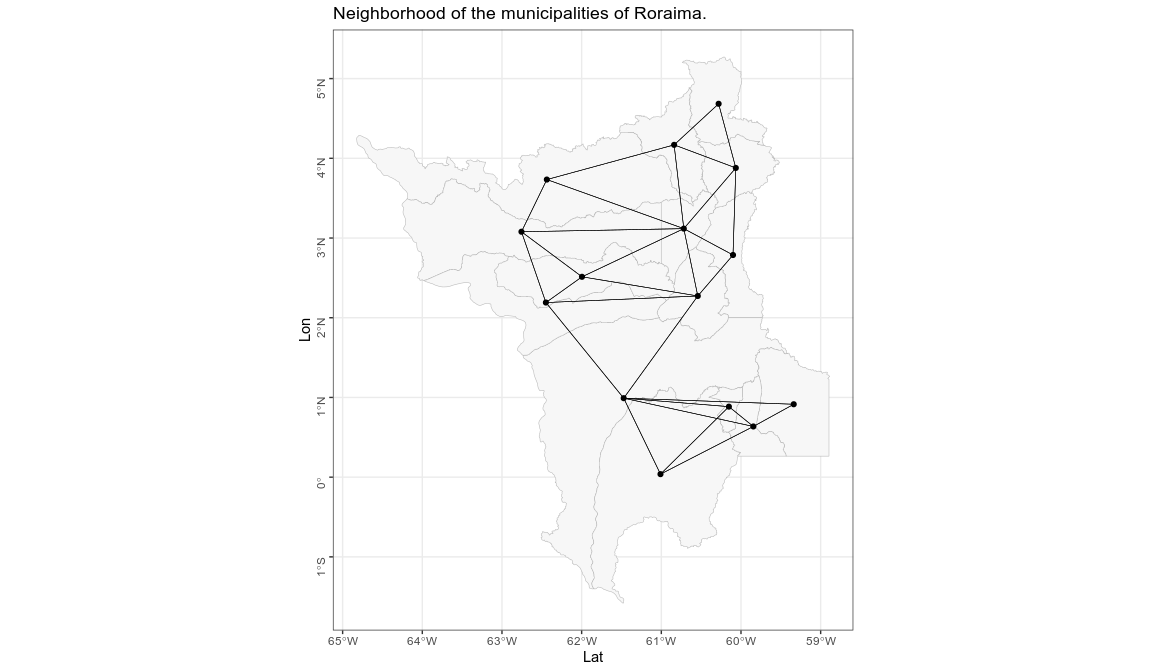 Neighborhood of the municipalities of Roraima.
5°N
4°N
3°N
2°N
1°N
0°
1°S
Lon
65°W 64°W 63°W 62°W 61°W 60°W 59°W
Lat